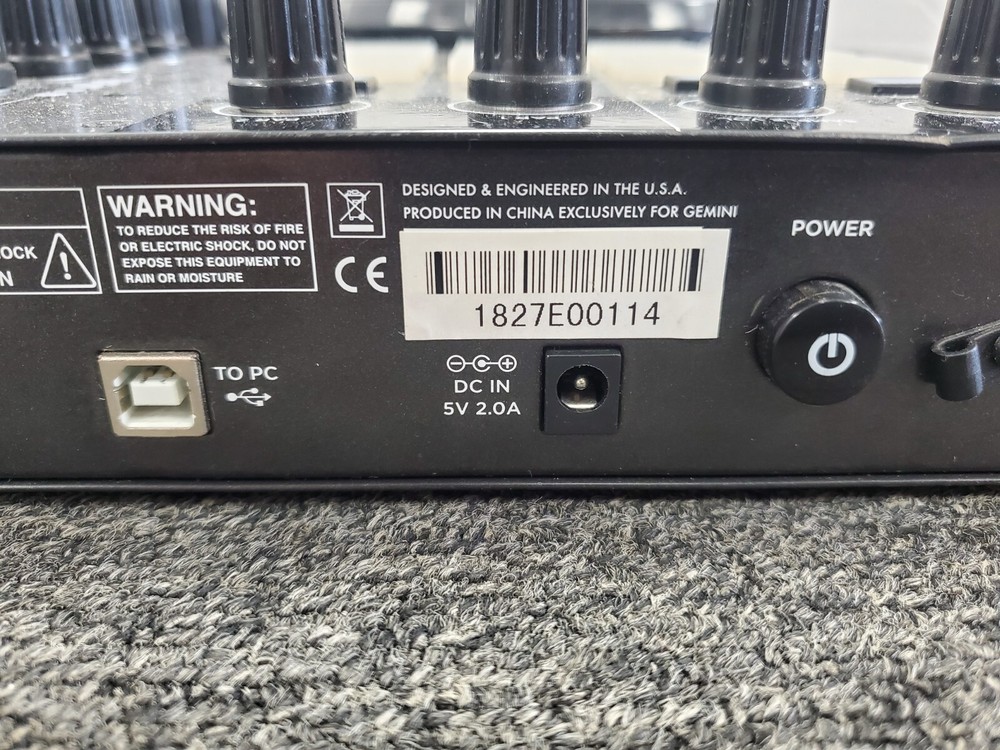 OCK
N
WARNING:
TO REDUCE THE RISK OF FIRE
OR ELECTRIC SHOCK, DO NOT
EXPOSE THIS EQUIPMENT TO
RAIN OR MOISTURE
CE
DESIGNED & ENGINEERED IN THE U.S.A.
PRODUCED IN CHINA EXCLUSIVELY FOR GEMINI
1827E00114
POWER
TO PC
DC IN
5V 2.0A